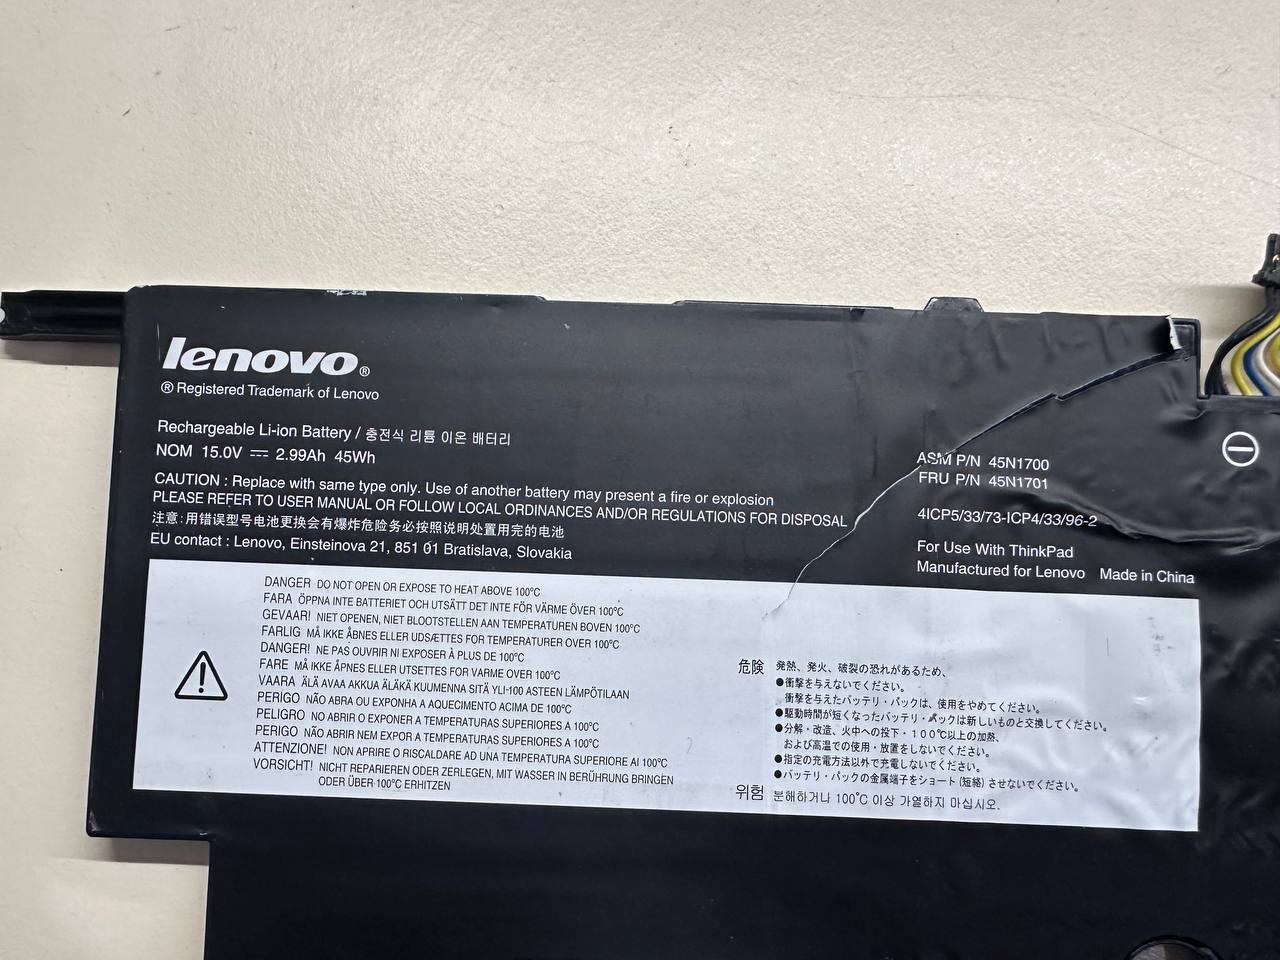 lenovo®
® Registered Trademark of Lenovo
Rechargeable Li-ion Battery / 충전식 리튬 이온 배터리
NOM 15.0V ⎓ 2.99Ah 45Wh
CAUTION : Replace with same type only. Use of another battery may present a fire or explosion
PLEASE REFER TO USER MANUAL OR FOLLOW LOCAL ORDINANCES AND/OR REGULATIONS FOR DISPOSAL
注意:用错误型号电池更换会有爆炸危险务必按照说明处置用完的电池
EU contact : Lenovo, Einsteinova 21, 851 01 Bratislava, Slovakia
ASM P/N 45N1700
FRU P/N 45N1701
4ICP5/33/73-ICP4/33/96-2
For Use With ThinkPad
Manufactured for Lenovo Made in China
DANGER DO NOT OPEN OR EXPOSE TO HEAT ABOVE 100°C
FARA ÖPPNA INTE BATTERIET OCH UTSÄTT DET INTE FÖR VÄRME ÖVER 100°C
GEVAAR! NIET OPENEN, NIET BLOOTSTELLEN AAN TEMPERATUREN BOVEN 100°C
FARLIG MÅ IKKE ÅBNES ELLER UDSÆTTES FOR TEMPERATURER OVER 100°C
DANGER! NE PAS OUVRIR NI EXPOSER À PLUS DE 100°C
FARE MÅ IKKE ÅPNES ELLER UTSETTES FOR VARME OVER 100°C
VAARA ÄLÄ AVAA AKKUA ÄLÄKÄ KUUMENNA SITÄ YLI-100 ASTEEN LÄMPÖTILAAN
PERIGO NÃO ABRA OU EXPONHA A AQUECIMENTO ACIMA DE 100°C
PELIGRO NO ABRIR O EXPONER A TEMPERATURAS SUPERIORES A 100°C
PERIGO NÃO ABRIR NEM EXPOR A TEMPERATURAS SUPERIORES A 100°C
ATTENZIONE! NON APRIRE O RISCALDARE AD UNA TEMPERATURA SUPERIORE AI 100°C
VORSICHT! NICHT REPARIEREN ODER ZERLEGEN, MIT WASSER IN BERÜHRUNG BRINGEN
ODER ÜBER 100°C ERHITZEN
危険 発熱、発火、破裂の恐れがあるため、
●衝撃を与えないでください。
衝撃を与えたバッテリ・パックは、使用をやめてください。
●駆動時間が短くなったバッテリ・パックは新しいものと交換してください。
●分解・改造、火中への投下・100℃以上の加熱、
および高温での使用・放置をしないでください。
●指定の充電方法以外で充電しないでください。
●バッテリ・パックの金属端子をショート(短絡)させないでください。
위험 분해하거나 100°C 이상 가열하지 마십시오.